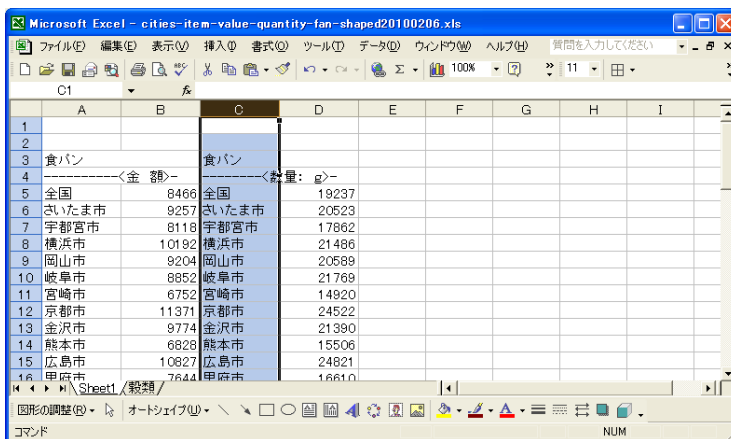 Microsoft Excel - cities-item-value-quantity-fan-shaped20100206.xls
ファイル(F) 編集(E) 表示(V) 挿入(I) 書式(O) ツール(T) データ(D) ウィンドウ(W) ヘルプ(H) 質問を入力してください
Σ 100% 11
C1 fx
A B C D E F G H I
1
2
3 食パン 食パン
4 ----------<金 額>- --------<数量: g>-
5 全国 8466 全国 19237
6 さいたま市 9257 さいたま市 20523
7 宇都宮市 8118 宇都宮市 17862
8 横浜市 10192 横浜市 21486
9 岡山市 9204 岡山市 20589
10 岐阜市 8852 岐阜市 21769
11 宮崎市 6752 宮崎市 14920
12 京都市 11371 京都市 24522
13 金沢市 9774 金沢市 21390
14 熊本市 6828 熊本市 15506
15 広島市 10827 広島市 24821
16 甲府市 7644 甲府市 16610
Sheet1 穀類
図形の調整(R) オートシェイプ(U)
コマンド NUM